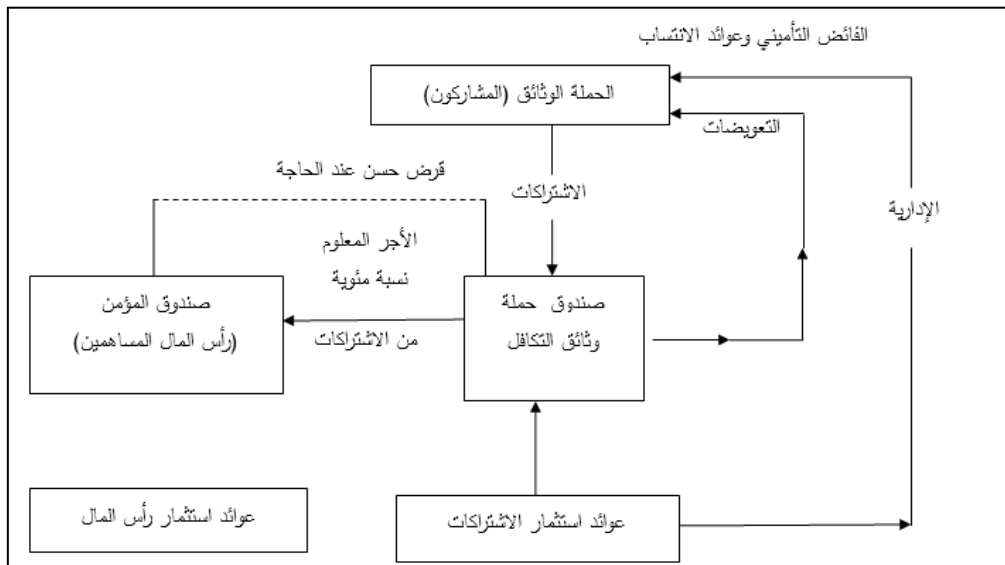 الفائض التأميني وعوائد الانتساب
الحملة الوثائق (المشاركون)
التعويضات
قرض حسن عند الحاجة
الاشتراكات
الإدارية
الأجر المعلوم
نسبة مئوية
من الاشتراكات
صندوق حملة
وثائق التكافل
صندوق المؤمن
(رأس المال المساهمين)
عوائد استثمار الاشتراكات
عوائد استثمار رأس المال